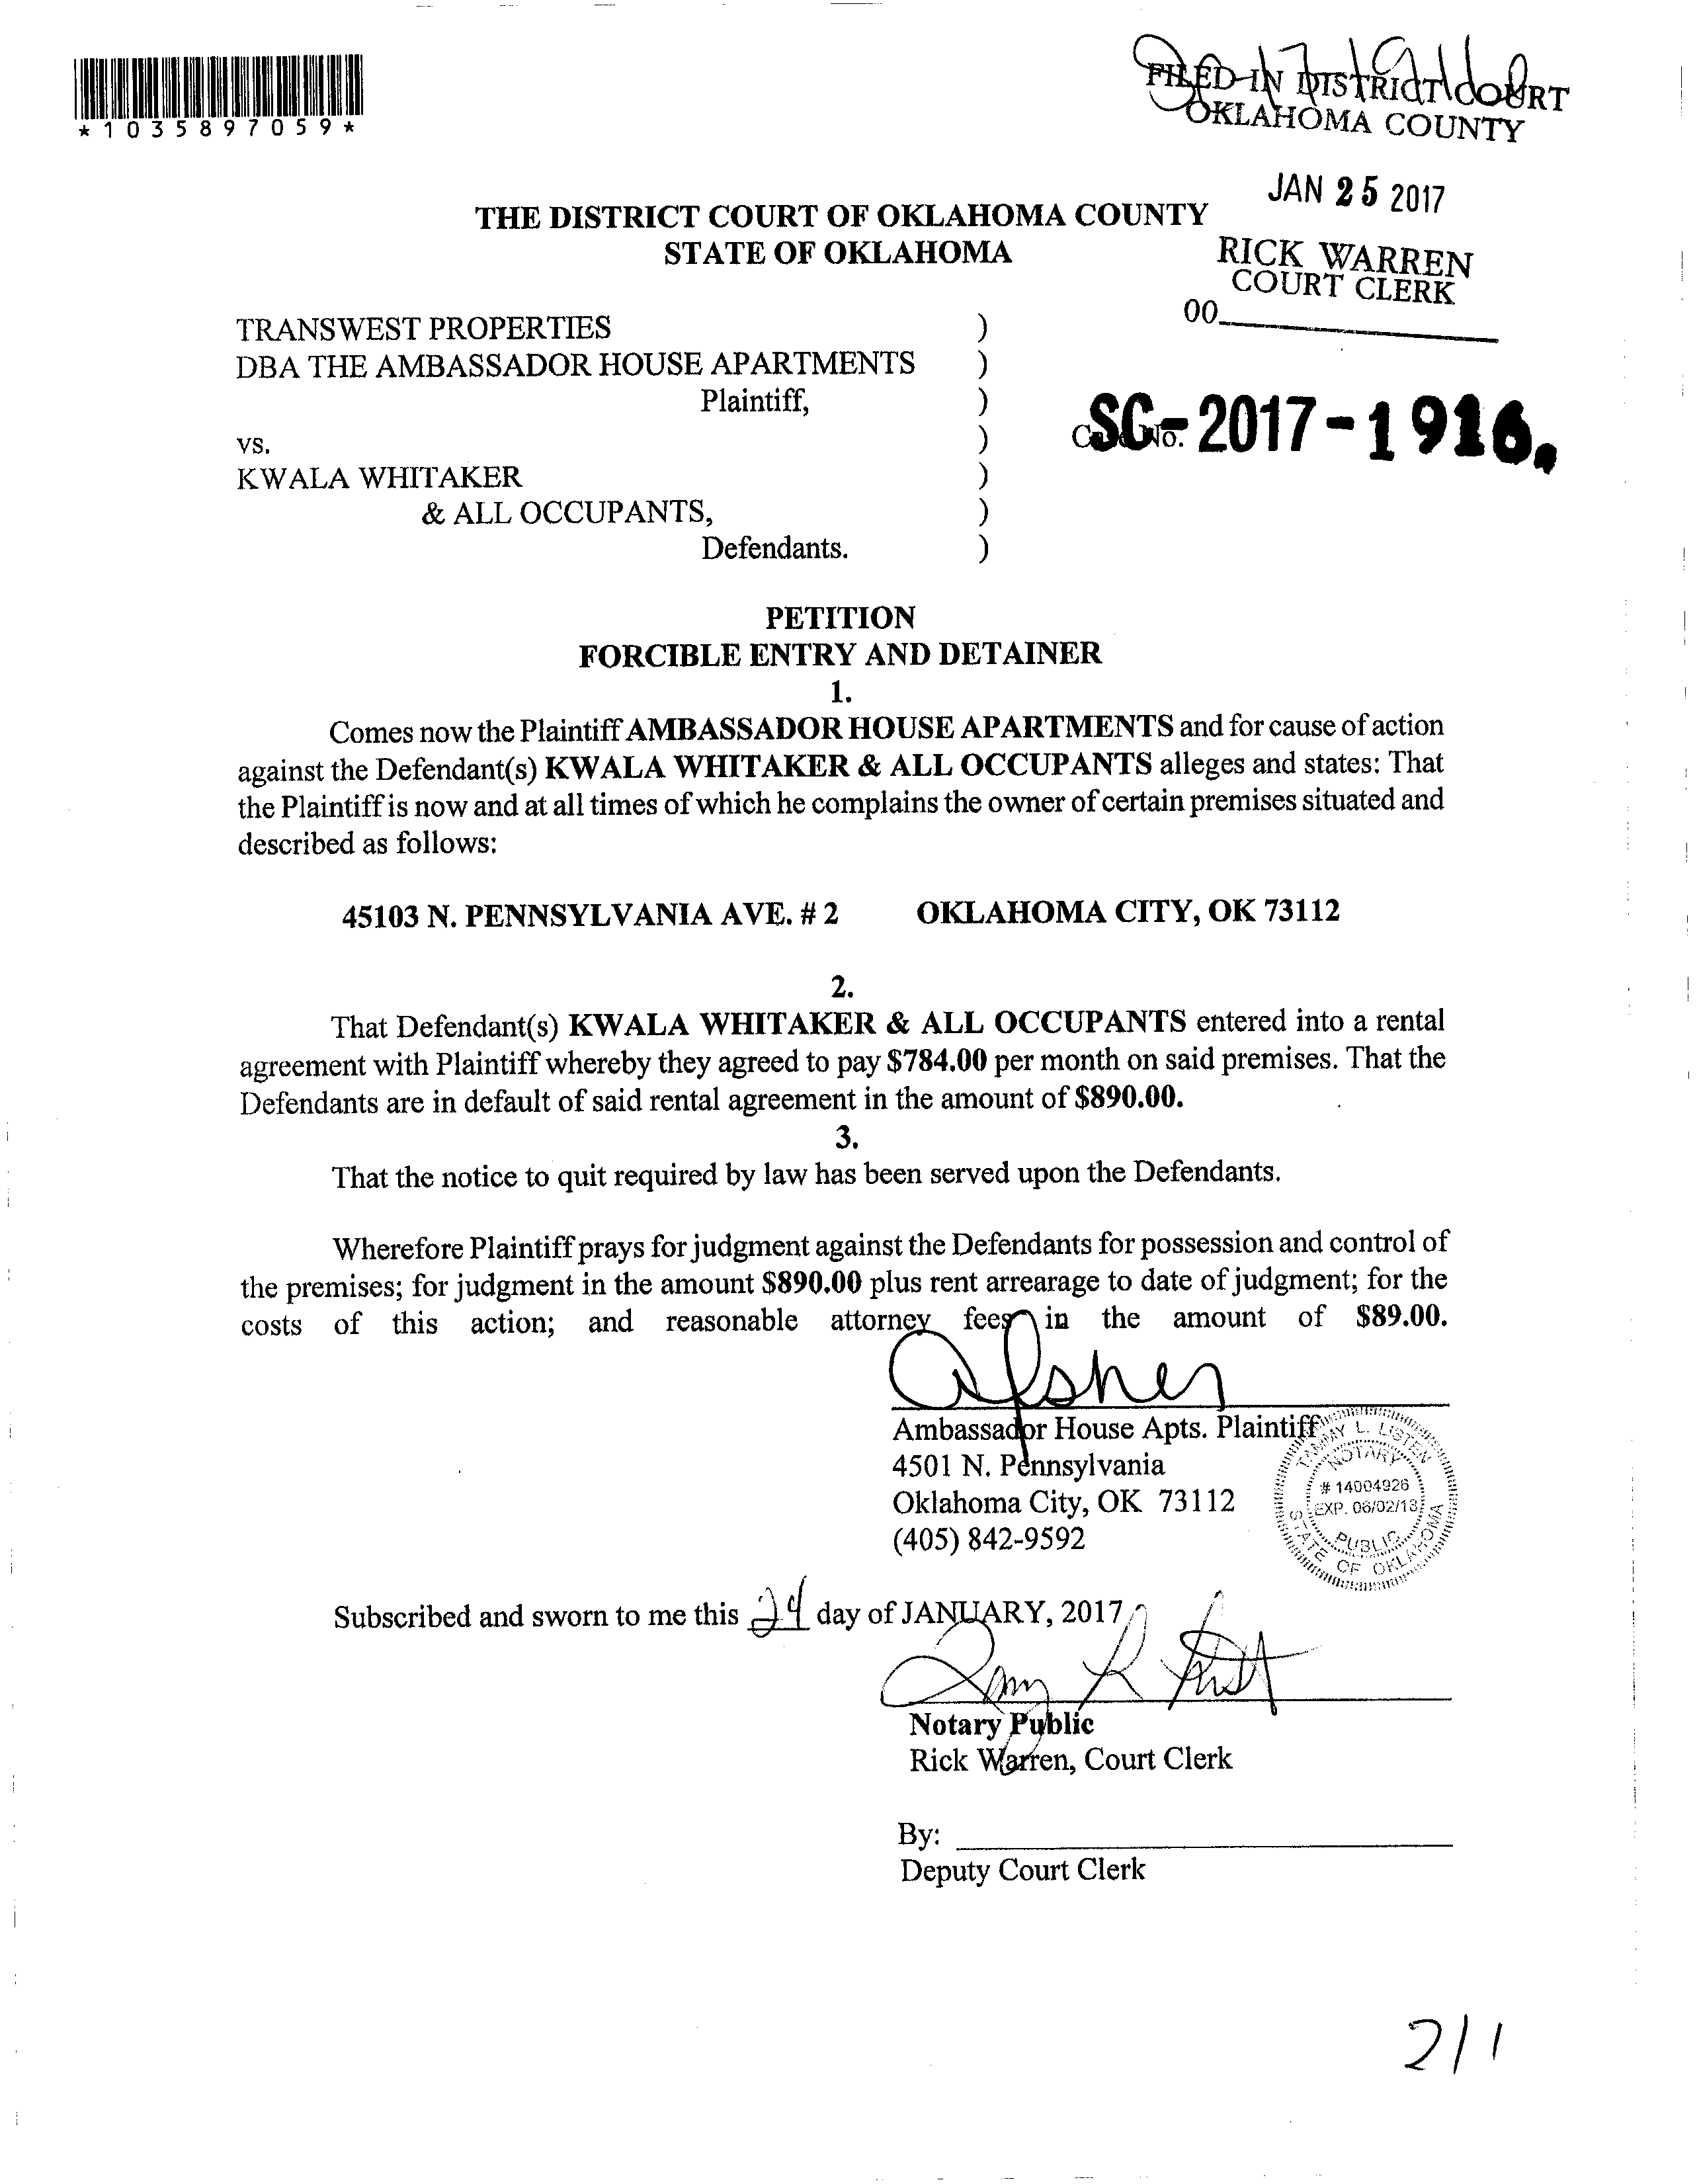 *1035897059*
FILED IN DISTRICT COURT
OKLAHOMA COUNTY
JAN 25 2017
RICK WARREN
COURT CLERK
00
THE DISTRICT COURT OF OKLAHOMA COUNTY
STATE OF OKLAHOMA
TRANSWEST PROPERTIES )
DBA THE AMBASSADOR HOUSE APARTMENTS )
Plaintiff, )
vs. )
KWALA WHITAKER )
& ALL OCCUPANTS, )
Defendants. )
Case No. SC-2017-1916
PETITION
FORCIBLE ENTRY AND DETAINER
1.
Comes now the Plaintiff AMBASSADOR HOUSE APARTMENTS and for cause of action
against the Defendant(s) KWALA WHITAKER & ALL OCCUPANTS alleges and states: That
the Plaintiff is now and at all times of which he complains the owner of certain premises situated and
described as follows:
45103 N. PENNSYLVANIA AVE. # 2 OKLAHOMA CITY, OK 73112
2.
That Defendant(s) KWALA WHITAKER & ALL OCCUPANTS entered into a rental
agreement with Plaintiff whereby they agreed to pay $784.00 per month on said premises. That the
Defendants are in default of said rental agreement in the amount of $890.00.
3.
That the notice to quit required by law has been served upon the Defendants.
Wherefore Plaintiff prays for judgment against the Defendants for possession and control of
the premises; for judgment in the amount $890.00 plus rent arrearage to date of judgment; for the
costs of this action; and reasonable attorney fees in the amount of $89.00.
Ambassador House Apts. Plaintiff
4501 N. Pennsylvania
Oklahoma City, OK 73112
(405) 842-9592
TAMMY L. LISTEN
NOTARY
# 14004926
EXP. 06/02/18
PUBLIC
STATE OF OKLAHOMA
Subscribed and sworn to me this 24 day of JANUARY, 2017
Notary Public
Rick Warren, Court Clerk
By:
Deputy Court Clerk
2/1